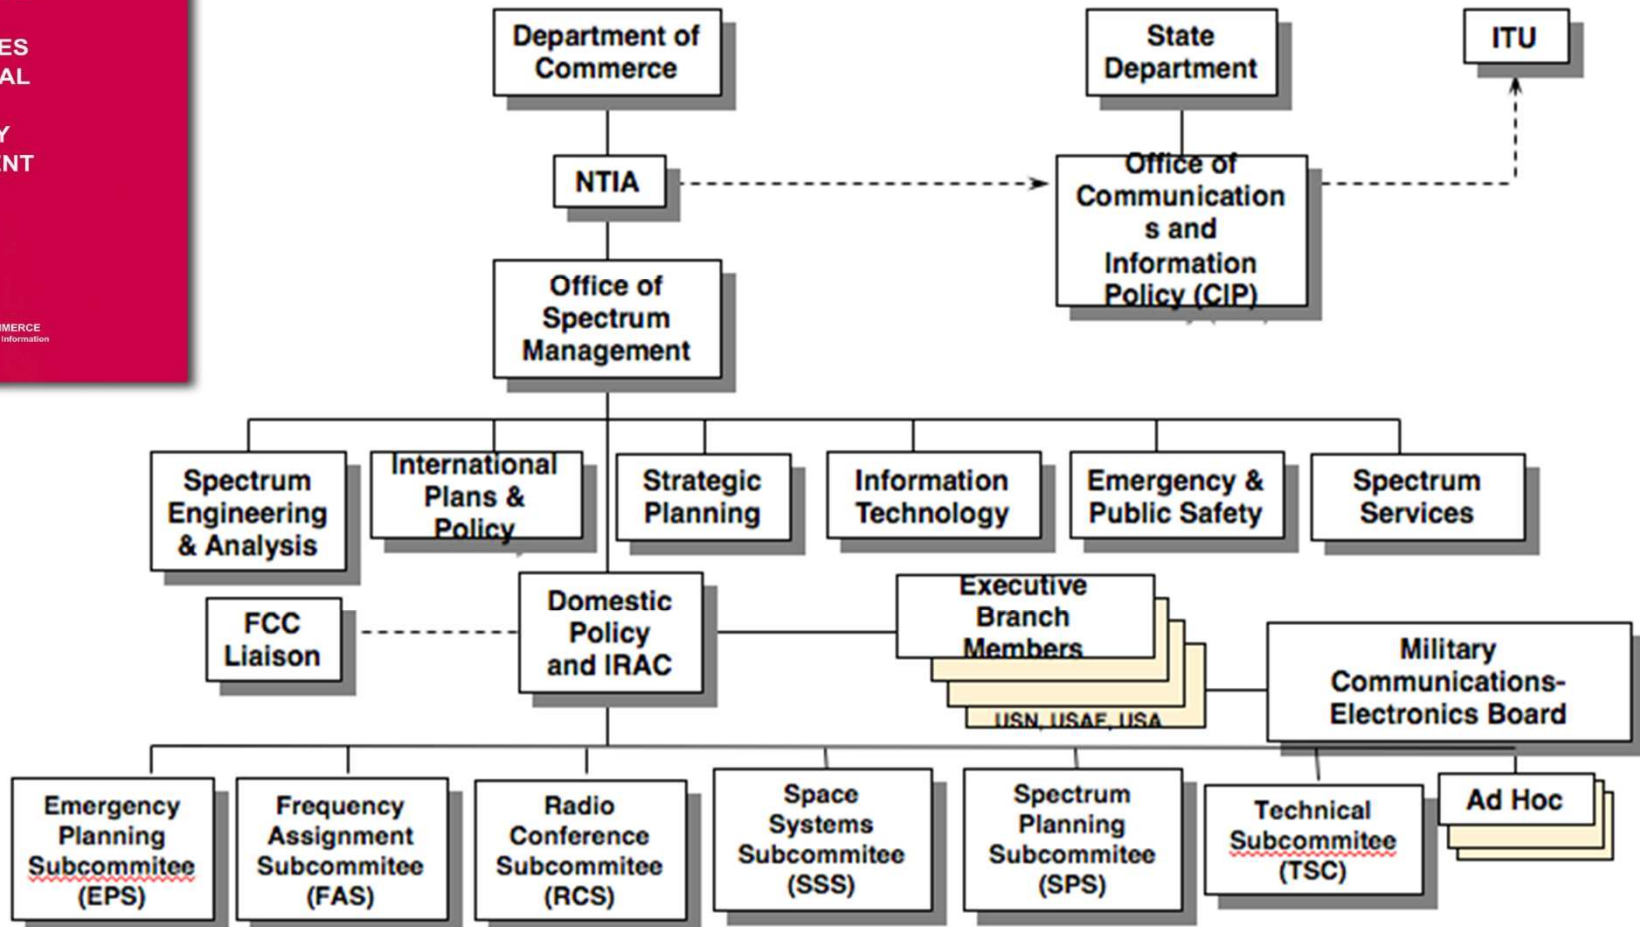 ES
AL
Y
ENT
MMERCE
Information
Department of
Commerce
State
Department
ITU
NTIA
Office of
Communication
s and
Information
Policy (CIP)
Office of
Spectrum
Management
Spectrum
Engineering
& Analysis
International
Plans &
Policy
Strategic
Planning
Information
Technology
Emergency &
Public Safety
Spectrum
Services
FCC
Liaison
Domestic
Policy
and IRAC
Executive
Branch
Members
USN, USAF, USA
Military
Communications-
Electronics Board
Emergency
Planning
Subcommitee
(EPS)
Frequency
Assignment
Subcommitee
(FAS)
Radio
Conference
Subcommitee
(RCS)
Space
Systems
Subcommitee
(SSS)
Spectrum
Planning
Subcommitee
(SPS)
Technical
Subcommitee
(TSC)
Ad Hoc